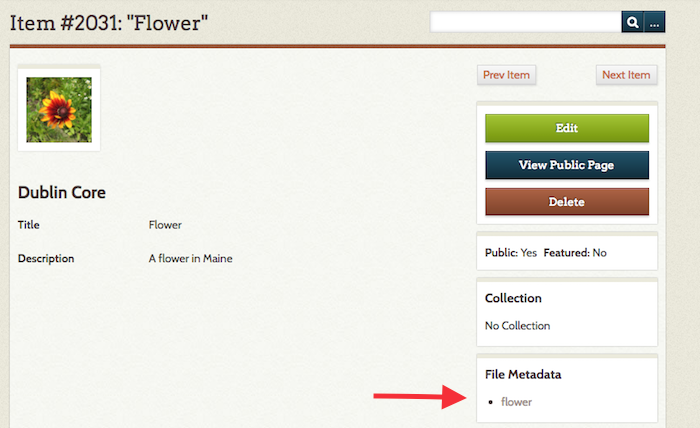 Item #2031: "Flower"
...
Prev Item
Next Item
Edit
View Public Page
Delete
Dublin Core
Title Flower
Description A flower in Maine
Public: Yes Featured: No
Collection
No Collection
File Metadata
flower